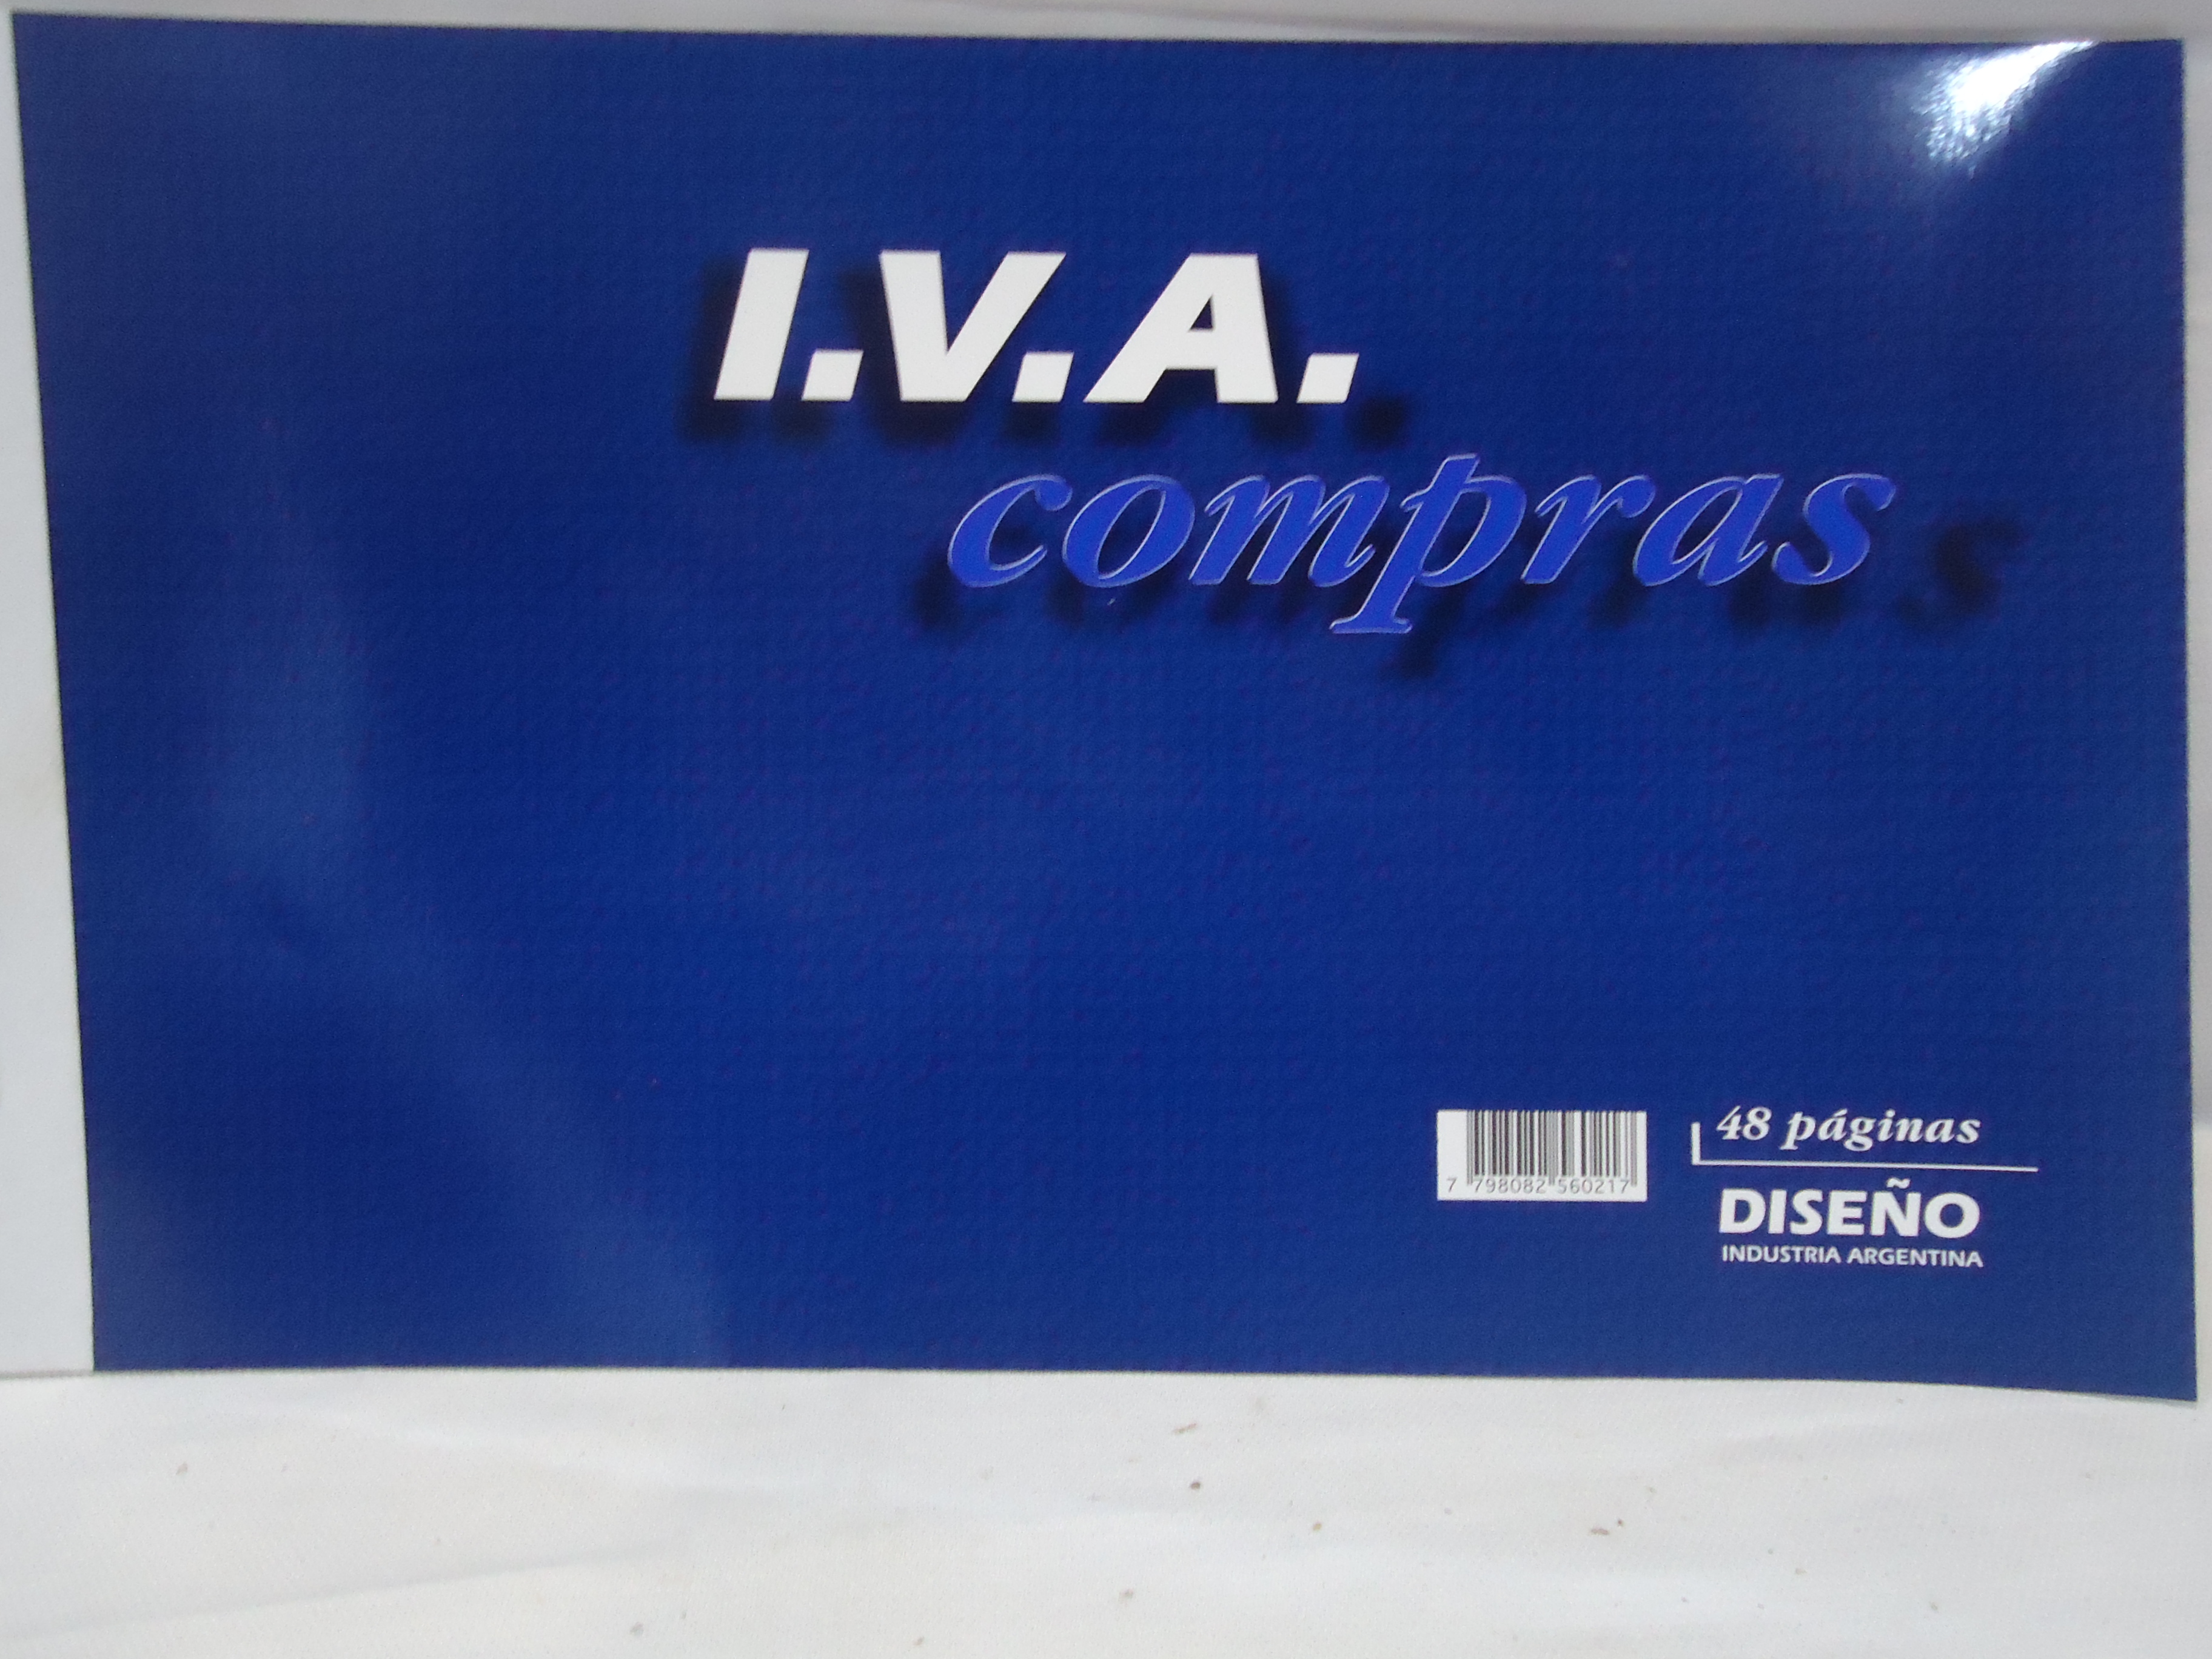 I.V.A.
compras
48 páginas
7 798082 560217
DISEÑO
INDUSTRIA ARGENTINA